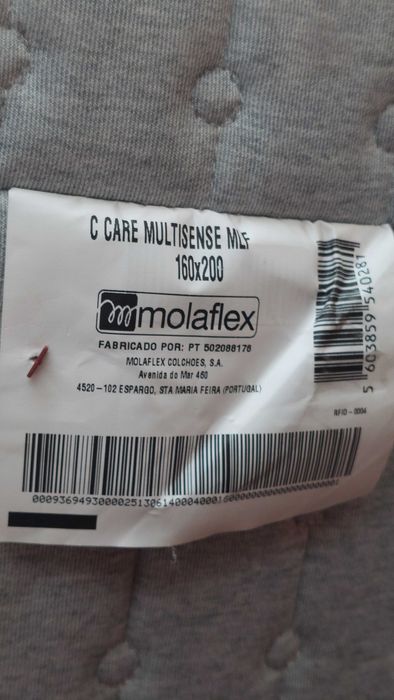 C CARE MULTISENSE MLF
160x200
molaflex
FABRICADO POR: PT 502088176
MOLAFLEX COLCHOES, S.A.
Avenida do Mar 450
4520-102 ESPARGO, STA MARIA FEIRA (PORTUGAL)
5 603859 540281
RFID - 0004